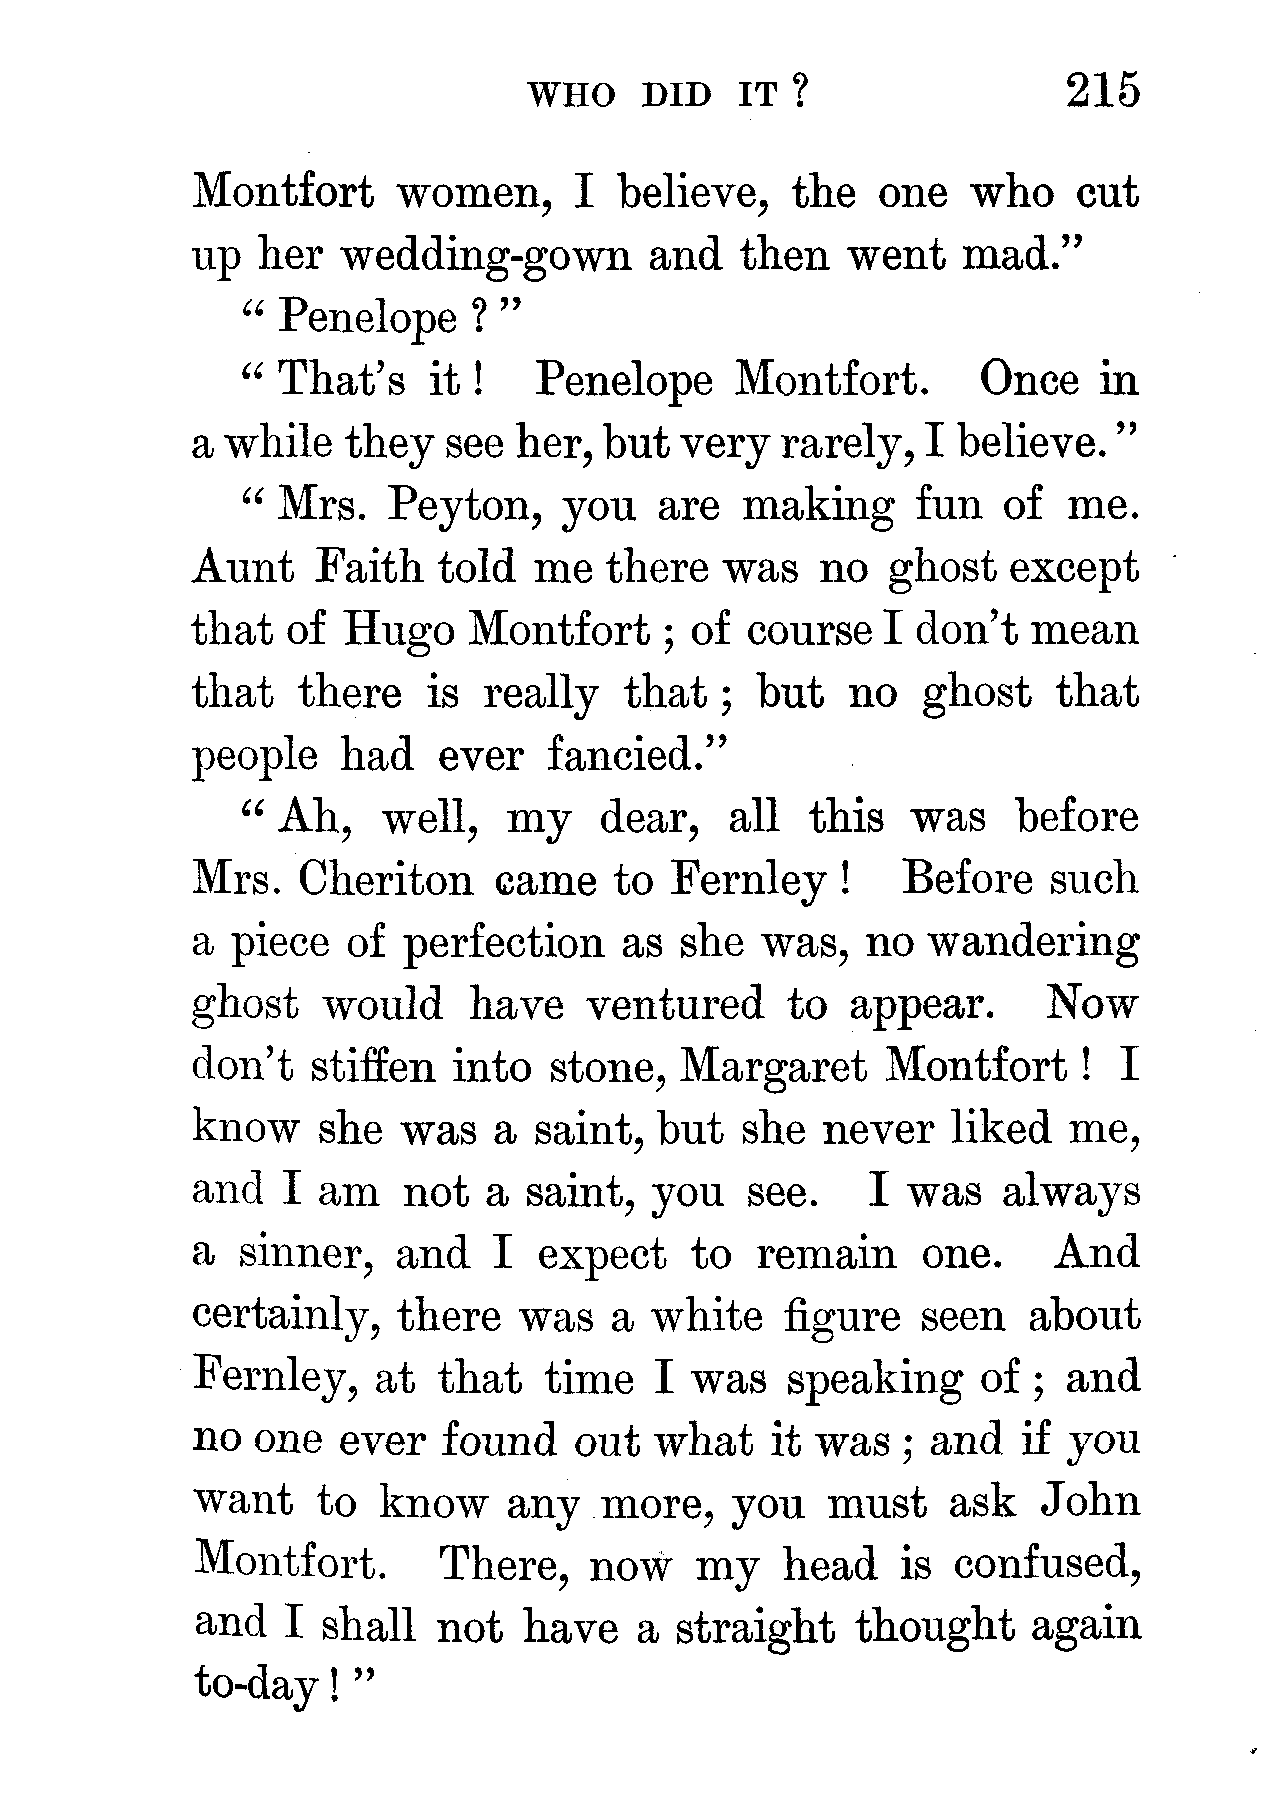 WHO DID IT ? 215
Montfort women, I believe, the one who cut
up her wedding-gown and then went mad."
" Penelope ? "
" That's it ! Penelope Montfort. Once in
a while they see her, but very rarely, I believe. "
" Mrs. Peyton, you are making fun of me.
Aunt Faith told me there was no ghost except
that of Hugo Montfort ; of course I don't mean
that there is really that ; but no ghost that
people had ever fancied."
" Ah, well, my dear, all this was before
Mrs. Cheriton came to Fernley ! Before such
a piece of perfection as she was, no wandering
ghost would have ventured to appear. Now
don't stiffen into stone, Margaret Montfort ! I
know she was a saint, but she never liked me,
and I am not a saint, you see. I was always
a sinner, and I expect to remain one. And
certainly, there was a white figure seen about
Fernley, at that time I was speaking of ; and
no one ever found out what it was ; and if you
want to know any more, you must ask John
Montfort. There, now my head is confused,
and I shall not have a straight thought again
to-day ! "